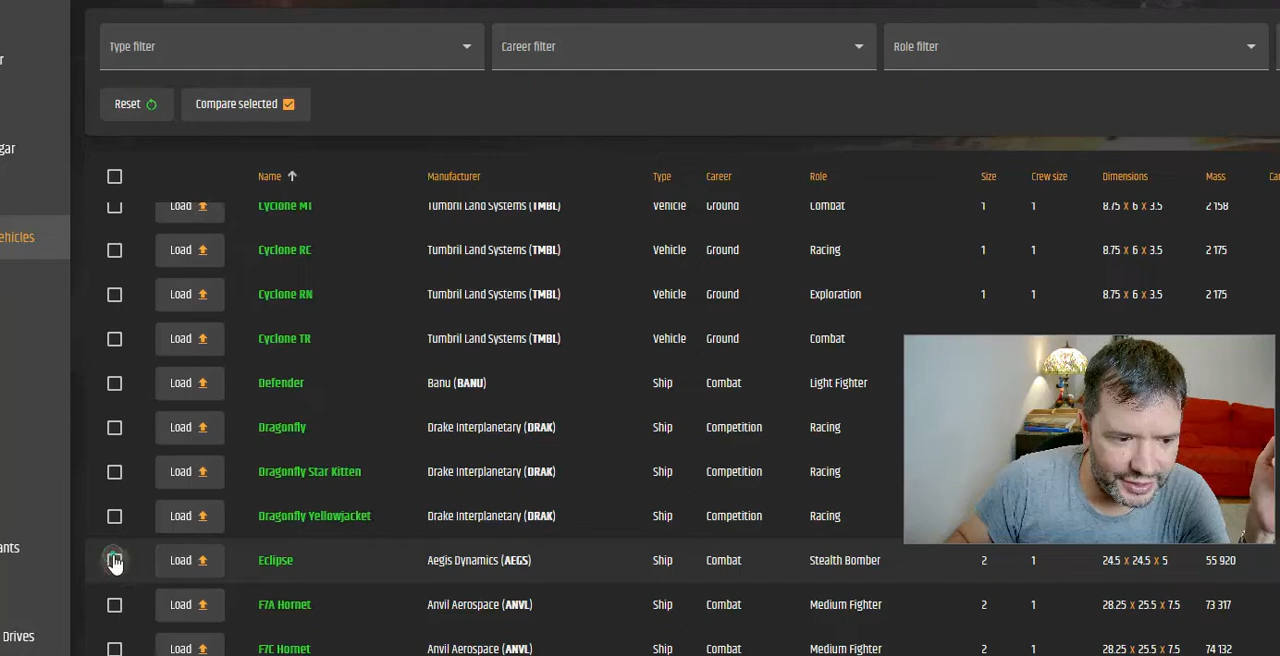 r
gar
ehicles
ants
Drives
Type filter
Career filter
Role filter
Reset
Compare selected
Name Manufacturer Type Career Role Size Crew size Dimensions Mass Ca
Load Cyclone MT Tumbril Land Systems (TMBL) Vehicle Ground Combat 1 1 8.75 x 6 x 3.5 2 158
Load Cyclone RC Tumbril Land Systems (TMBL) Vehicle Ground Racing 1 1 8.75 x 6 x 3.5 2 175
Load Cyclone RN Tumbril Land Systems (TMBL) Vehicle Ground Exploration 1 1 8.75 x 6 x 3.5 2 175
Load Cyclone TR Tumbril Land Systems (TMBL) Vehicle Ground Combat
Load Defender Banu (BANU) Ship Combat Light Fighter
Load Dragonfly Drake Interplanetary (DRAK) Ship Competition Racing
Load Dragonfly Star Kitten Drake Interplanetary (DRAK) Ship Competition Racing
Load Dragonfly Yellowjacket Drake Interplanetary (DRAK) Ship Competition Racing
Load Eclipse Aegis Dynamics (AEGS) Ship Combat Stealth Bomber 2 1 24.5 x 24.5 x 5 55 920
Load F7A Hornet Anvil Aerospace (ANVL) Ship Combat Medium Fighter 2 1 28.25 x 25.5 x 7.5 73 317
Load F7C Hornet Anvil Aerospace (ANVL) Ship Combat Medium Fighter 2 1 28.25 x 25.5 x 7.5 74 132